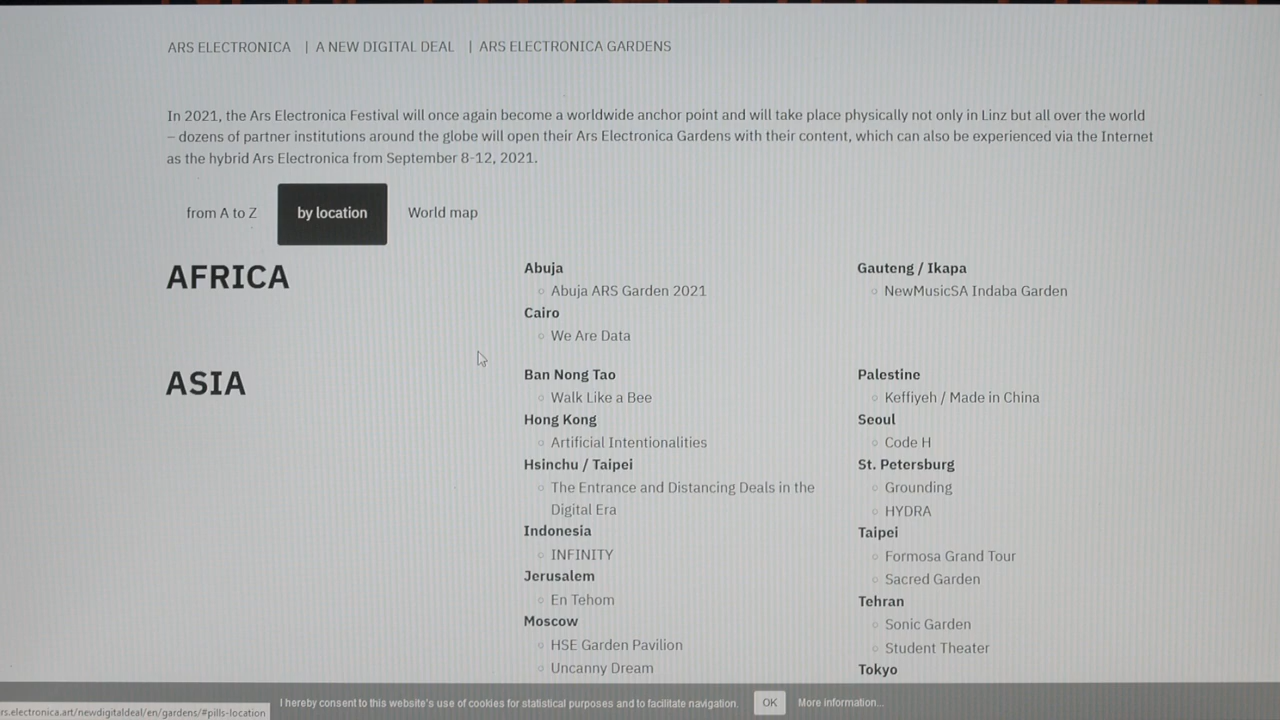 ARS ELECTRONICA | A NEW DIGITAL DEAL | ARS ELECTRONICA GARDENS
In 2021, the Ars Electronica Festival will once again become a worldwide anchor point and will take place physically not only in Linz but all over the world
– dozens of partner institutions around the globe will open their Ars Electronica Gardens with their content, which can also be experienced via the Internet
as the hybrid Ars Electronica from September 8-12, 2021.
from A to Z by location World map
AFRICA
Abuja
Abuja ARS Garden 2021
Cairo
We Are Data
Gauteng / Ikapa
NewMusicSA Indaba Garden
ASIA
Ban Nong Tao
Walk Like a Bee
Hong Kong
Artificial Intentionalities
Hsinchu / Taipei
The Entrance and Distancing Deals in the
Digital Era
Indonesia
INFINITY
Jerusalem
En Tehom
Moscow
HSE Garden Pavilion
Uncanny Dream
Palestine
Keffiyeh / Made in China
Seoul
Code H
St. Petersburg
Grounding
HYDRA
Taipei
Formosa Grand Tour
Sacred Garden
Tehran
Sonic Garden
Student Theater
Tokyo
I hereby consent to this website's use of cookies for statistical purposes and to facilitate navigation. OK More information...
rs.electronica.art/newdigitaldeal/en/gardens/#pills-location